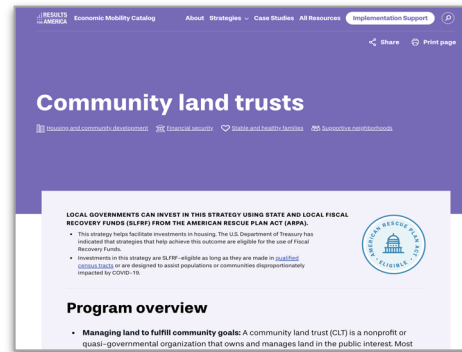 RESULTS FOR AMERICA Economic Mobility Catalog About Strategies Case Studies All Resources Implementation Support
Share Print page
Community land trusts
Housing and community development Financial security Stable and healthy families Supportive neighborhoods
LOCAL GOVERNMENTS CAN INVEST IN THIS STRATEGY USING STATE AND LOCAL FISCAL
RECOVERY FUNDS (SLFRF) FROM THE AMERICAN RESCUE PLAN ACT (ARPA).
• This strategy helps facilitate investments in housing. The U.S. Department of Treasury has
indicated that strategies that help achieve this outcome are eligible for the use of Fiscal
Recovery Funds.
• Investments in this strategy are SLFRF-eligible as long as they are made in qualified
census tracts or are designed to assist populations or communities disproportionately
impacted by COVID-19.
AMERICAN RESCUE PLAN ACT
• ELIGIBLE •
Program overview
• Managing land to fulfill community goals: A community land trust (CLT) is a nonprofit or
quasi-governmental organization that owns and manages land in the public interest. Most